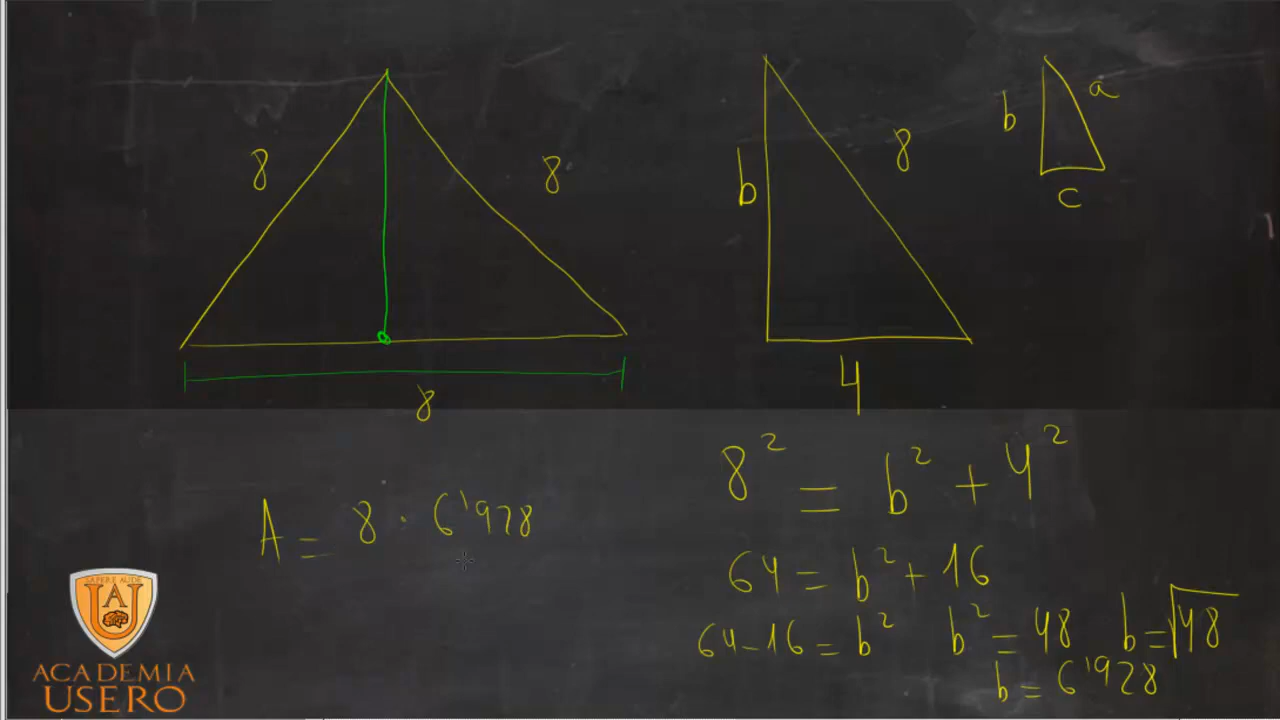 8
8
8
b
8
4
b
a
c
8² = b² + 4²
A = 8 · 6'928
64 = b² + 16
64 - 16 = b² b² = 48 b = √48
b = 6'928
SAPERE AUDE
UA
ACADEMIA
USERO